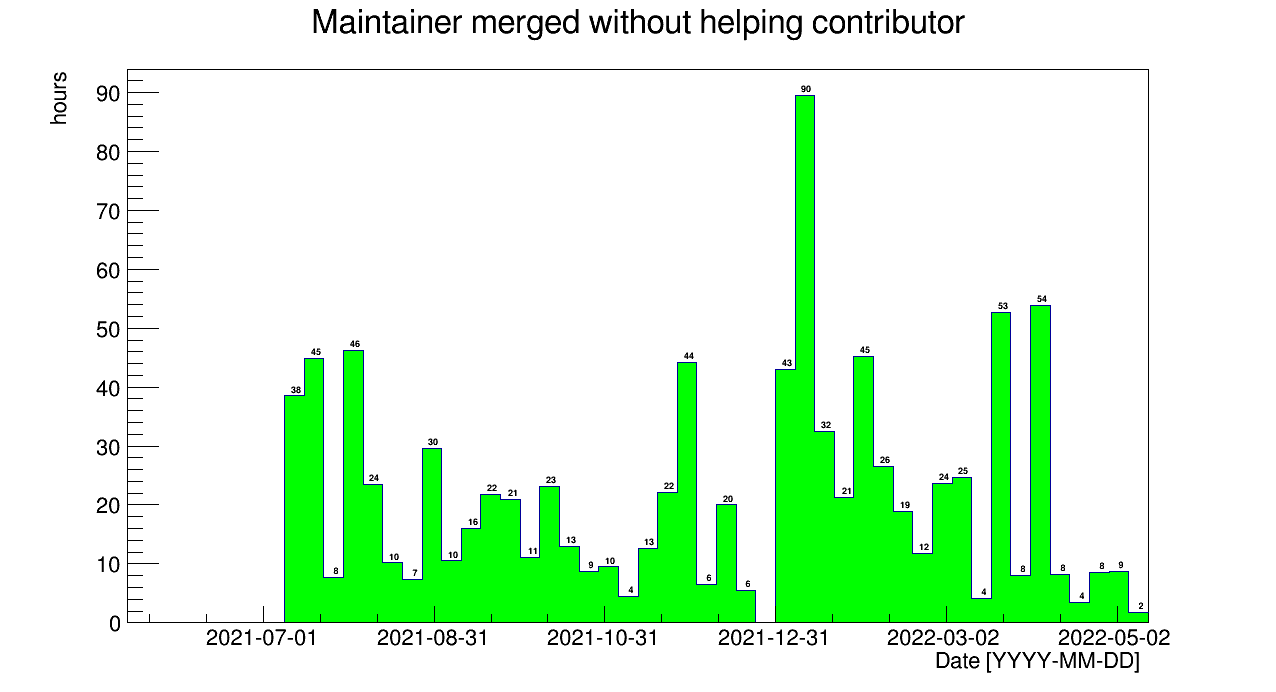 Maintainer merged without helping contributor
hours
90
80
70
60
50
40
30
20
10
0
38 45 8 46 24 10 7 30 10 16 22 21 11 23 13 9 10 4 13 22 44 6 20 6 43 90 32 21 45 26 19 12 24 25 4 53 8 54 8 4 8 9 2
2021-07-01 2021-08-31 2021-10-31 2021-12-31 2022-03-02 2022-05-02
Date [YYYY-MM-DD]